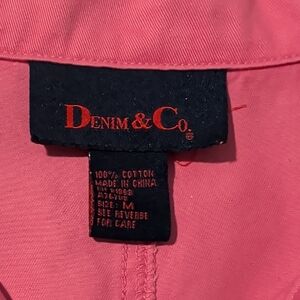 DENIM & CO.®
100% COTTON
MADE IN CHINA
SIZE: M
SEE REVERSE
FOR CARE